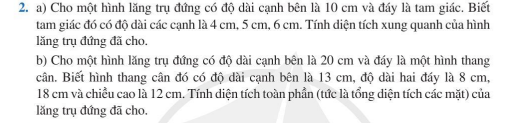 2. a) Cho một hình lăng trụ đứng có độ dài cạnh bên là 10 cm và đáy là tam giác. Biết
tam giác đó có độ dài các cạnh là 4 cm, 5 cm, 6 cm. Tính diện tích xung quanh của hình
lăng trụ đứng đã cho.
b) Cho một hình lăng trụ đứng có độ dài cạnh bên là 20 cm và đáy là một hình thang
cân. Biết hình thang cân đó có độ dài cạnh bên là 13 cm, độ dài hai đáy là 8 cm,
18 cm và chiều cao là 12 cm. Tính diện tích toàn phần (tức là tổng diện tích các mặt) của
lăng trụ đứng đã cho.